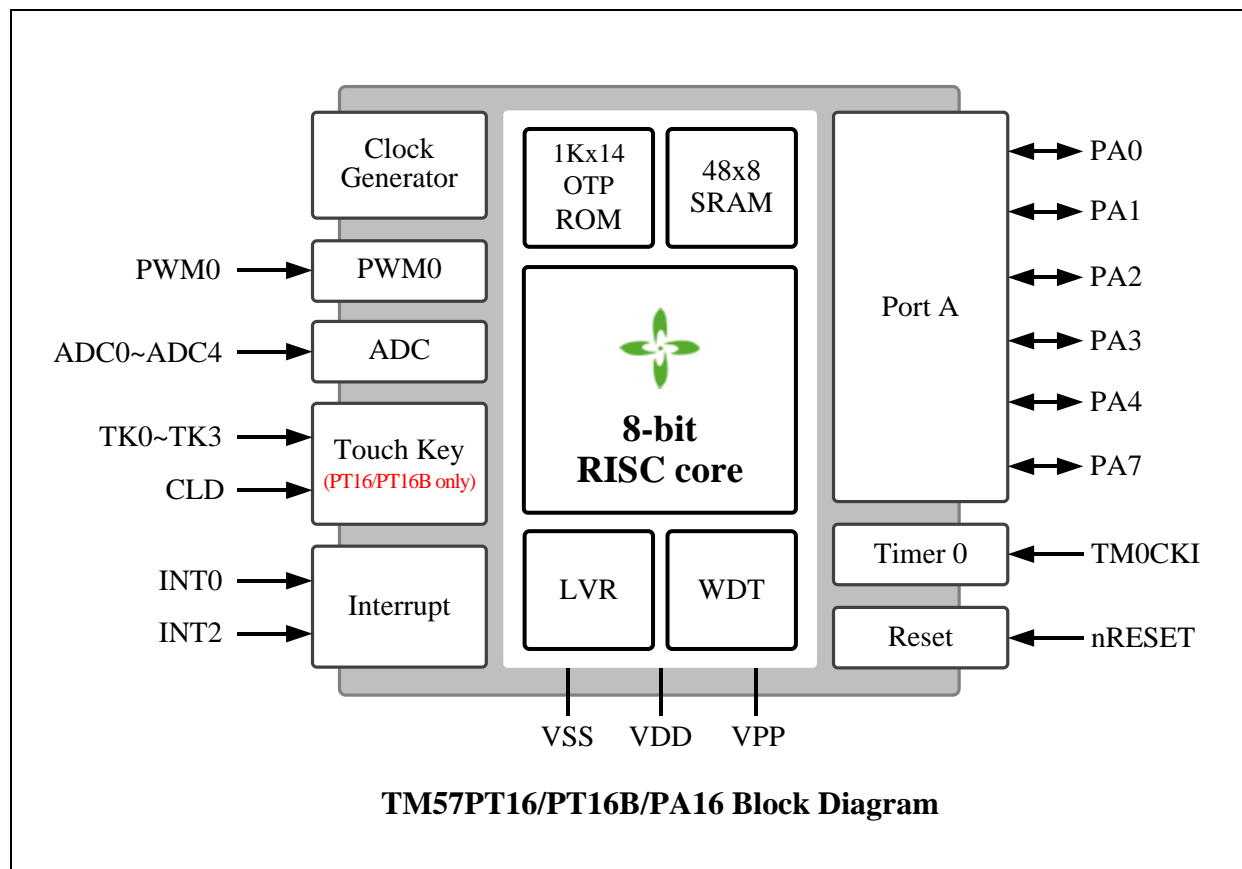 Clock
Generator
PWM0
PWM0
ADC0~ADC4
ADC
TK0~TK3
CLD
Touch Key
(PT16/PT16B only)
INT0
INT2
Interrupt
1Kx14
OTP
ROM
48x8
SRAM
8-bit
RISC core
LVR
WDT
VSS
VDD
VPP
Port A
PA0
PA1
PA2
PA3
PA4
PA7
Timer 0
TM0CKI
Reset
nRESET
TM57PT16/PT16B/PA16 Block Diagram